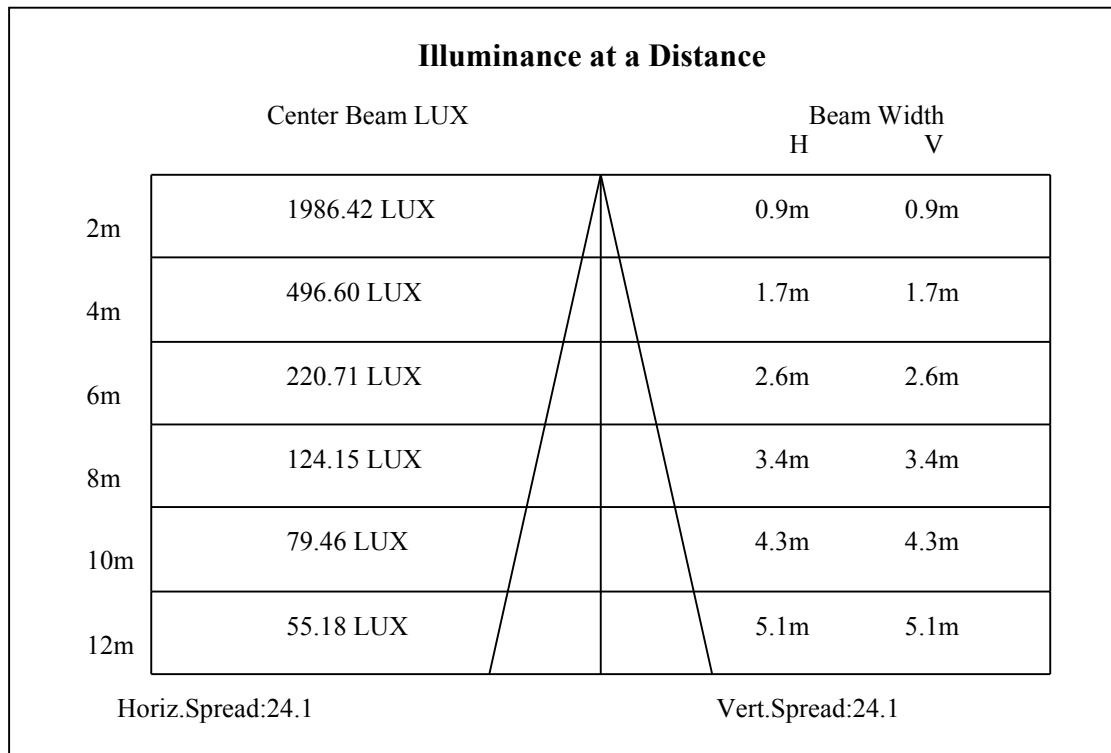 Illuminance at a Distance
Center Beam LUX Beam Width
H V
2m 1986.42 LUX 0.9m 0.9m
4m 496.60 LUX 1.7m 1.7m
6m 220.71 LUX 2.6m 2.6m
8m 124.15 LUX 3.4m 3.4m
10m 79.46 LUX 4.3m 4.3m
12m 55.18 LUX 5.1m 5.1m
Horiz.Spread:24.1 Vert.Spread:24.1